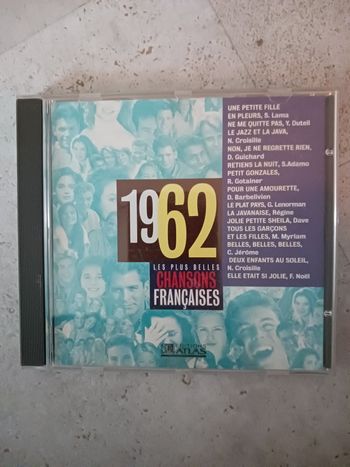 UNE PETITE FILLE
EN PLEURS, S. Lama
NE ME QUITTE PAS, Y. Duteil
LE JAZZ ET LA JAVA,
N. Croisille
NON, JE NE REGRETTE RIEN,
D. Guichard
RETIENS LA NUIT, S.Adamo
PETIT GONZALES,
R. Gotainer
POUR UNE AMOURETTE,
D. Barbelivien
LE PLAT PAYS, G. Lenorman
LA JAVANAISE, Régine
JOLIE PETITE SHEILA, Dave
TOUS LES GARÇONS
ET LES FILLES, M. Myriam
BELLES, BELLES, BELLES,
C. Jérôme
DEUX ENFANTS AU SOLEIL,
N. Croisille
ELLE ETAIT SI JOLIE, F. Noël
1962
LES PLUS BELLES
CHANSONS
FRANÇAISES
EDITIONS
ATLAS